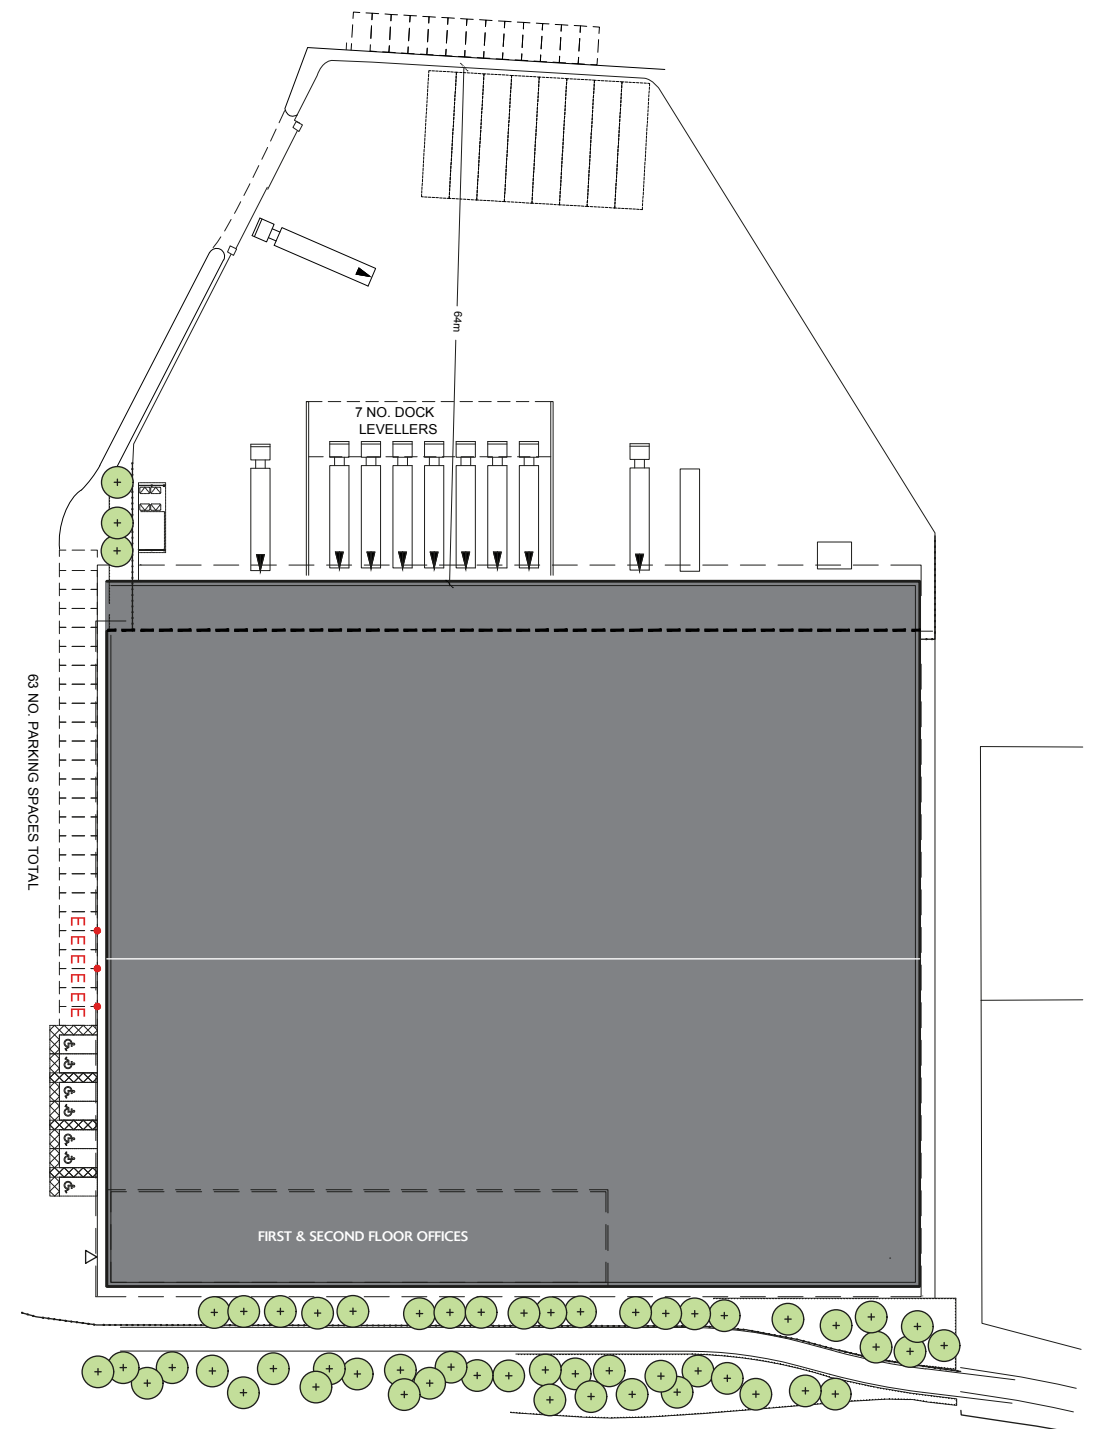 64m
7 NO. DOCK
LEVELLERS
63 NO. PARKING SPACES TOTAL
E
E
E
E
E
E
FIRST & SECOND FLOOR OFFICES